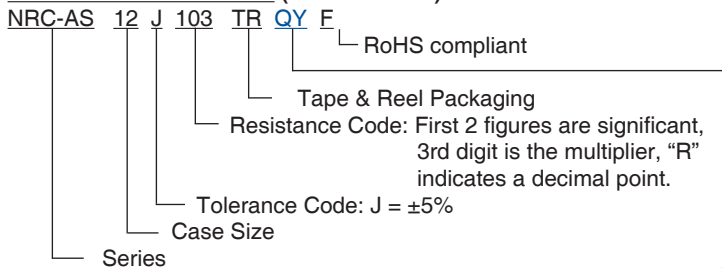 NRC-AS 12 J 103 TR QY F
RoHS compliant
Tape & Reel Packaging
Resistance Code: First 2 figures are significant,
3rd digit is the multiplier, “R”
indicates a decimal point.
Tolerance Code: J = ±5%
Case Size
Series